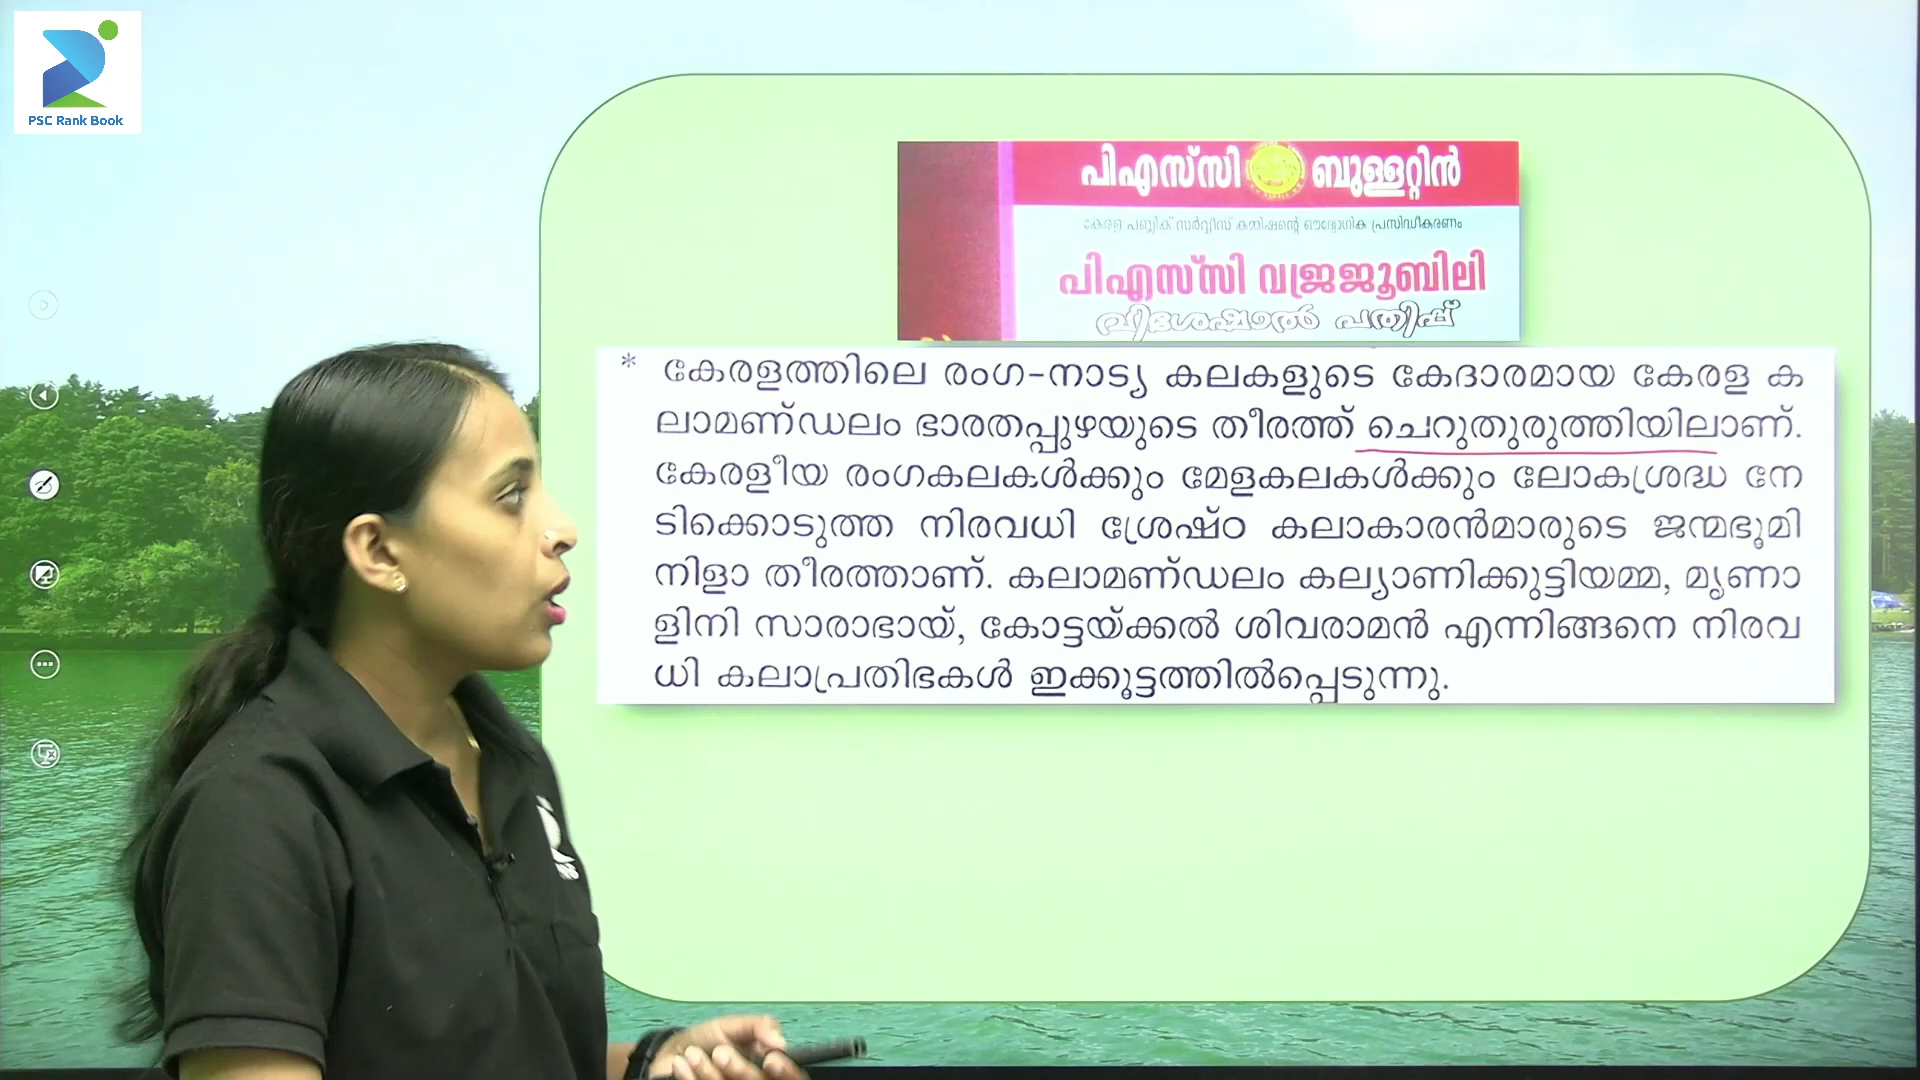 PSC Rank Book
പിഎസ്‌സി ബുള്ളറ്റിൻ
കേരള പബ്ലിക് സർവ്വീസ് കമ്മിഷന്റെ ഔദ്യോഗിക പ്രസിദ്ധീകരണം
പിഎസ്‌സി വജ്രജൂബിലി
വിശേഷാൽ പതിപ്പ്
* കേരളത്തിലെ രംഗ-നാട്യ കലകളുടെ കേദാരമായ കേരള ക
ലാമണ്ഡലം ഭാരതപ്പുഴയുടെ തീരത്ത് ചെറുതുരുത്തിയിലാണ്.
കേരളീയ രംഗകലകൾക്കും മേളകലകൾക്കും ലോകശ്രദ്ധ നേ
ടിക്കൊടുത്ത നിരവധി ശ്രേഷ്ഠ കലാകാരൻമാരുടെ ജന്മഭൂമി
നിളാ തീരത്താണ്. കലാമണ്ഡലം കല്യാണിക്കുട്ടിയമ്മ, മൃണാ
ളിനി സാരാഭായ്, കോട്ടയ്ക്കൽ ശിവരാമൻ എന്നിങ്ങനെ നിരവ
ധി കലാപ്രതിഭകൾ ഇക്കൂട്ടത്തിൽപ്പെടുന്നു.